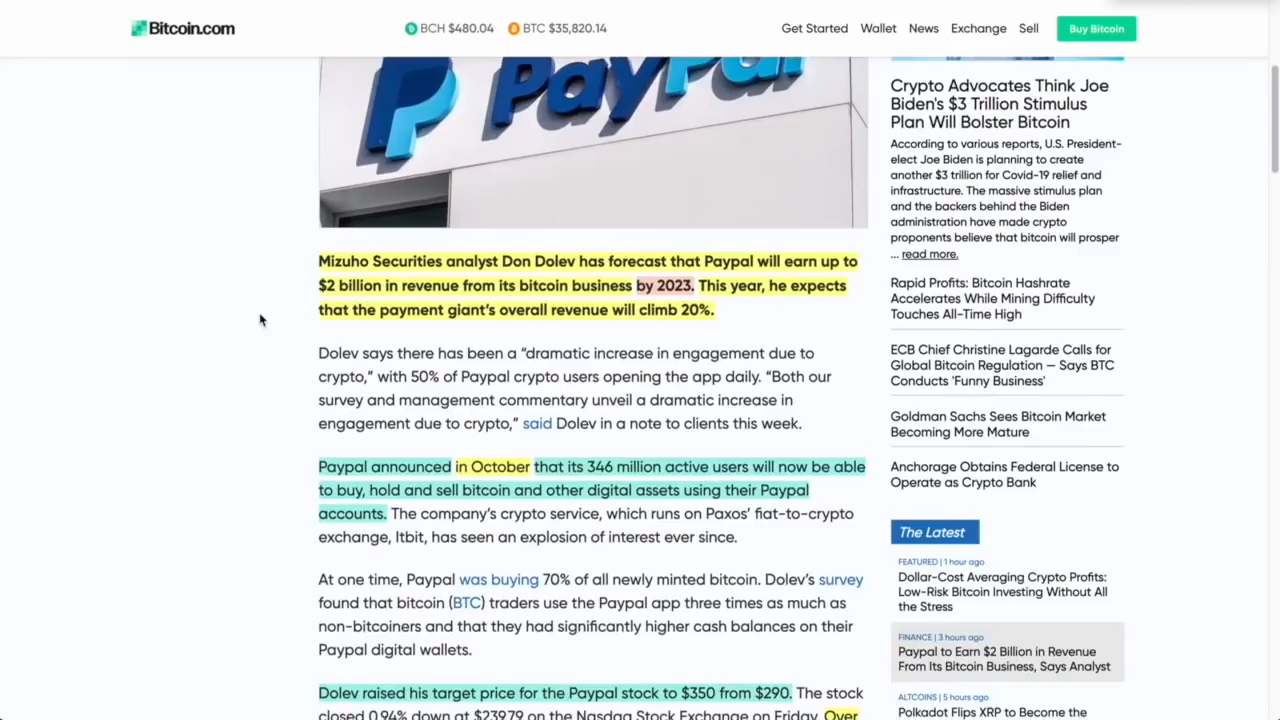 Bitcoin.com
BCH $480.04 BTC $35,820.14
Get Started Wallet News Exchange Sell Buy Bitcoin
PayPal
Mizuho Securities analyst Don Dolev has forecast that Paypal will earn up to
$2 billion in revenue from its bitcoin business by 2023. This year, he expects
that the payment giant's overall revenue will climb 20%.
Dolev says there has been a “dramatic increase in engagement due to
crypto,” with 50% of Paypal crypto users opening the app daily. “Both our
survey and management commentary unveil a dramatic increase in
engagement due to crypto,” said Dolev in a note to clients this week.
Paypal announced in October that its 346 million active users will now be able
to buy, hold and sell bitcoin and other digital assets using their Paypal
accounts. The company’s crypto service, which runs on Paxos’ fiat-to-crypto
exchange, Itbit, has seen an explosion of interest ever since.
At one time, Paypal was buying 70% of all newly minted bitcoin. Dolev’s survey
found that bitcoin (BTC) traders use the Paypal app three times as much as
non-bitcoiners and that they had significantly higher cash balances on their
Paypal digital wallets.
Dolev raised his target price for the Paypal stock to $350 from $290. The stock
closed 0.94% down at $239.79 on the Nasdaq Stock Exchange on Friday. Over
Crypto Advocates Think Joe
Biden's $3 Trillion Stimulus
Plan Will Bolster Bitcoin
According to various reports, U.S. President-
elect Joe Biden is planning to create
another $3 trillion for Covid-19 relief and
infrastructure. The massive stimulus plan
and the backers behind the Biden
administration have made crypto
proponents believe that bitcoin will prosper
... read more.
Rapid Profits: Bitcoin Hashrate
Accelerates While Mining Difficulty
Touches All-Time High
ECB Chief Christine Lagarde Calls for
Global Bitcoin Regulation — Says BTC
Conducts 'Funny Business'
Goldman Sachs Sees Bitcoin Market
Becoming More Mature
Anchorage Obtains Federal License to
Operate as Crypto Bank
The Latest
FEATURED | 1 hour ago
Dollar-Cost Averaging Crypto Profits:
Low-Risk Bitcoin Investing Without All
the Stress
FINANCE | 3 hours ago
Paypal to Earn $2 Billion in Revenue
From Its Bitcoin Business, Says Analyst
ALTCOINS | 5 hours ago
Polkadot Flips XRP to Become the